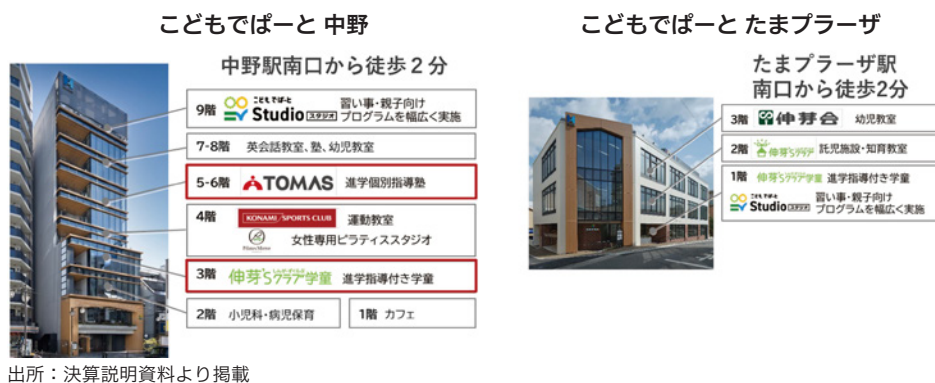 こどもでぱーと 中野
中野駅南口から徒歩2分
9階 こどもでぱーと Studio スタジオ 習い事・親子向け
プログラムを幅広く実施
7-8階 英会話教室、塾、幼児教室
5-6階 TOMAS 進学個別指導塾
4階 KONAMI SPORTS CLUB 運動教室
女性専用ピラティススタジオ
3階 伸芽'Sクラブ学童 進学指導付き学童
2階 小児科・病児保育
1階 カフェ
こどもでぱーと たまプラーザ
たまプラーザ駅
南口から徒歩2分
3階 伸芽会 幼児教室
2階 伸芽'Sクラブ 託児施設・知育教室
1階 伸芽'Sクラブ学童 進学指導付き学童
こどもでぱーと Studio スタジオ 習い事・親子向け
プログラムを幅広く実施
出所:決算説明資料より掲載